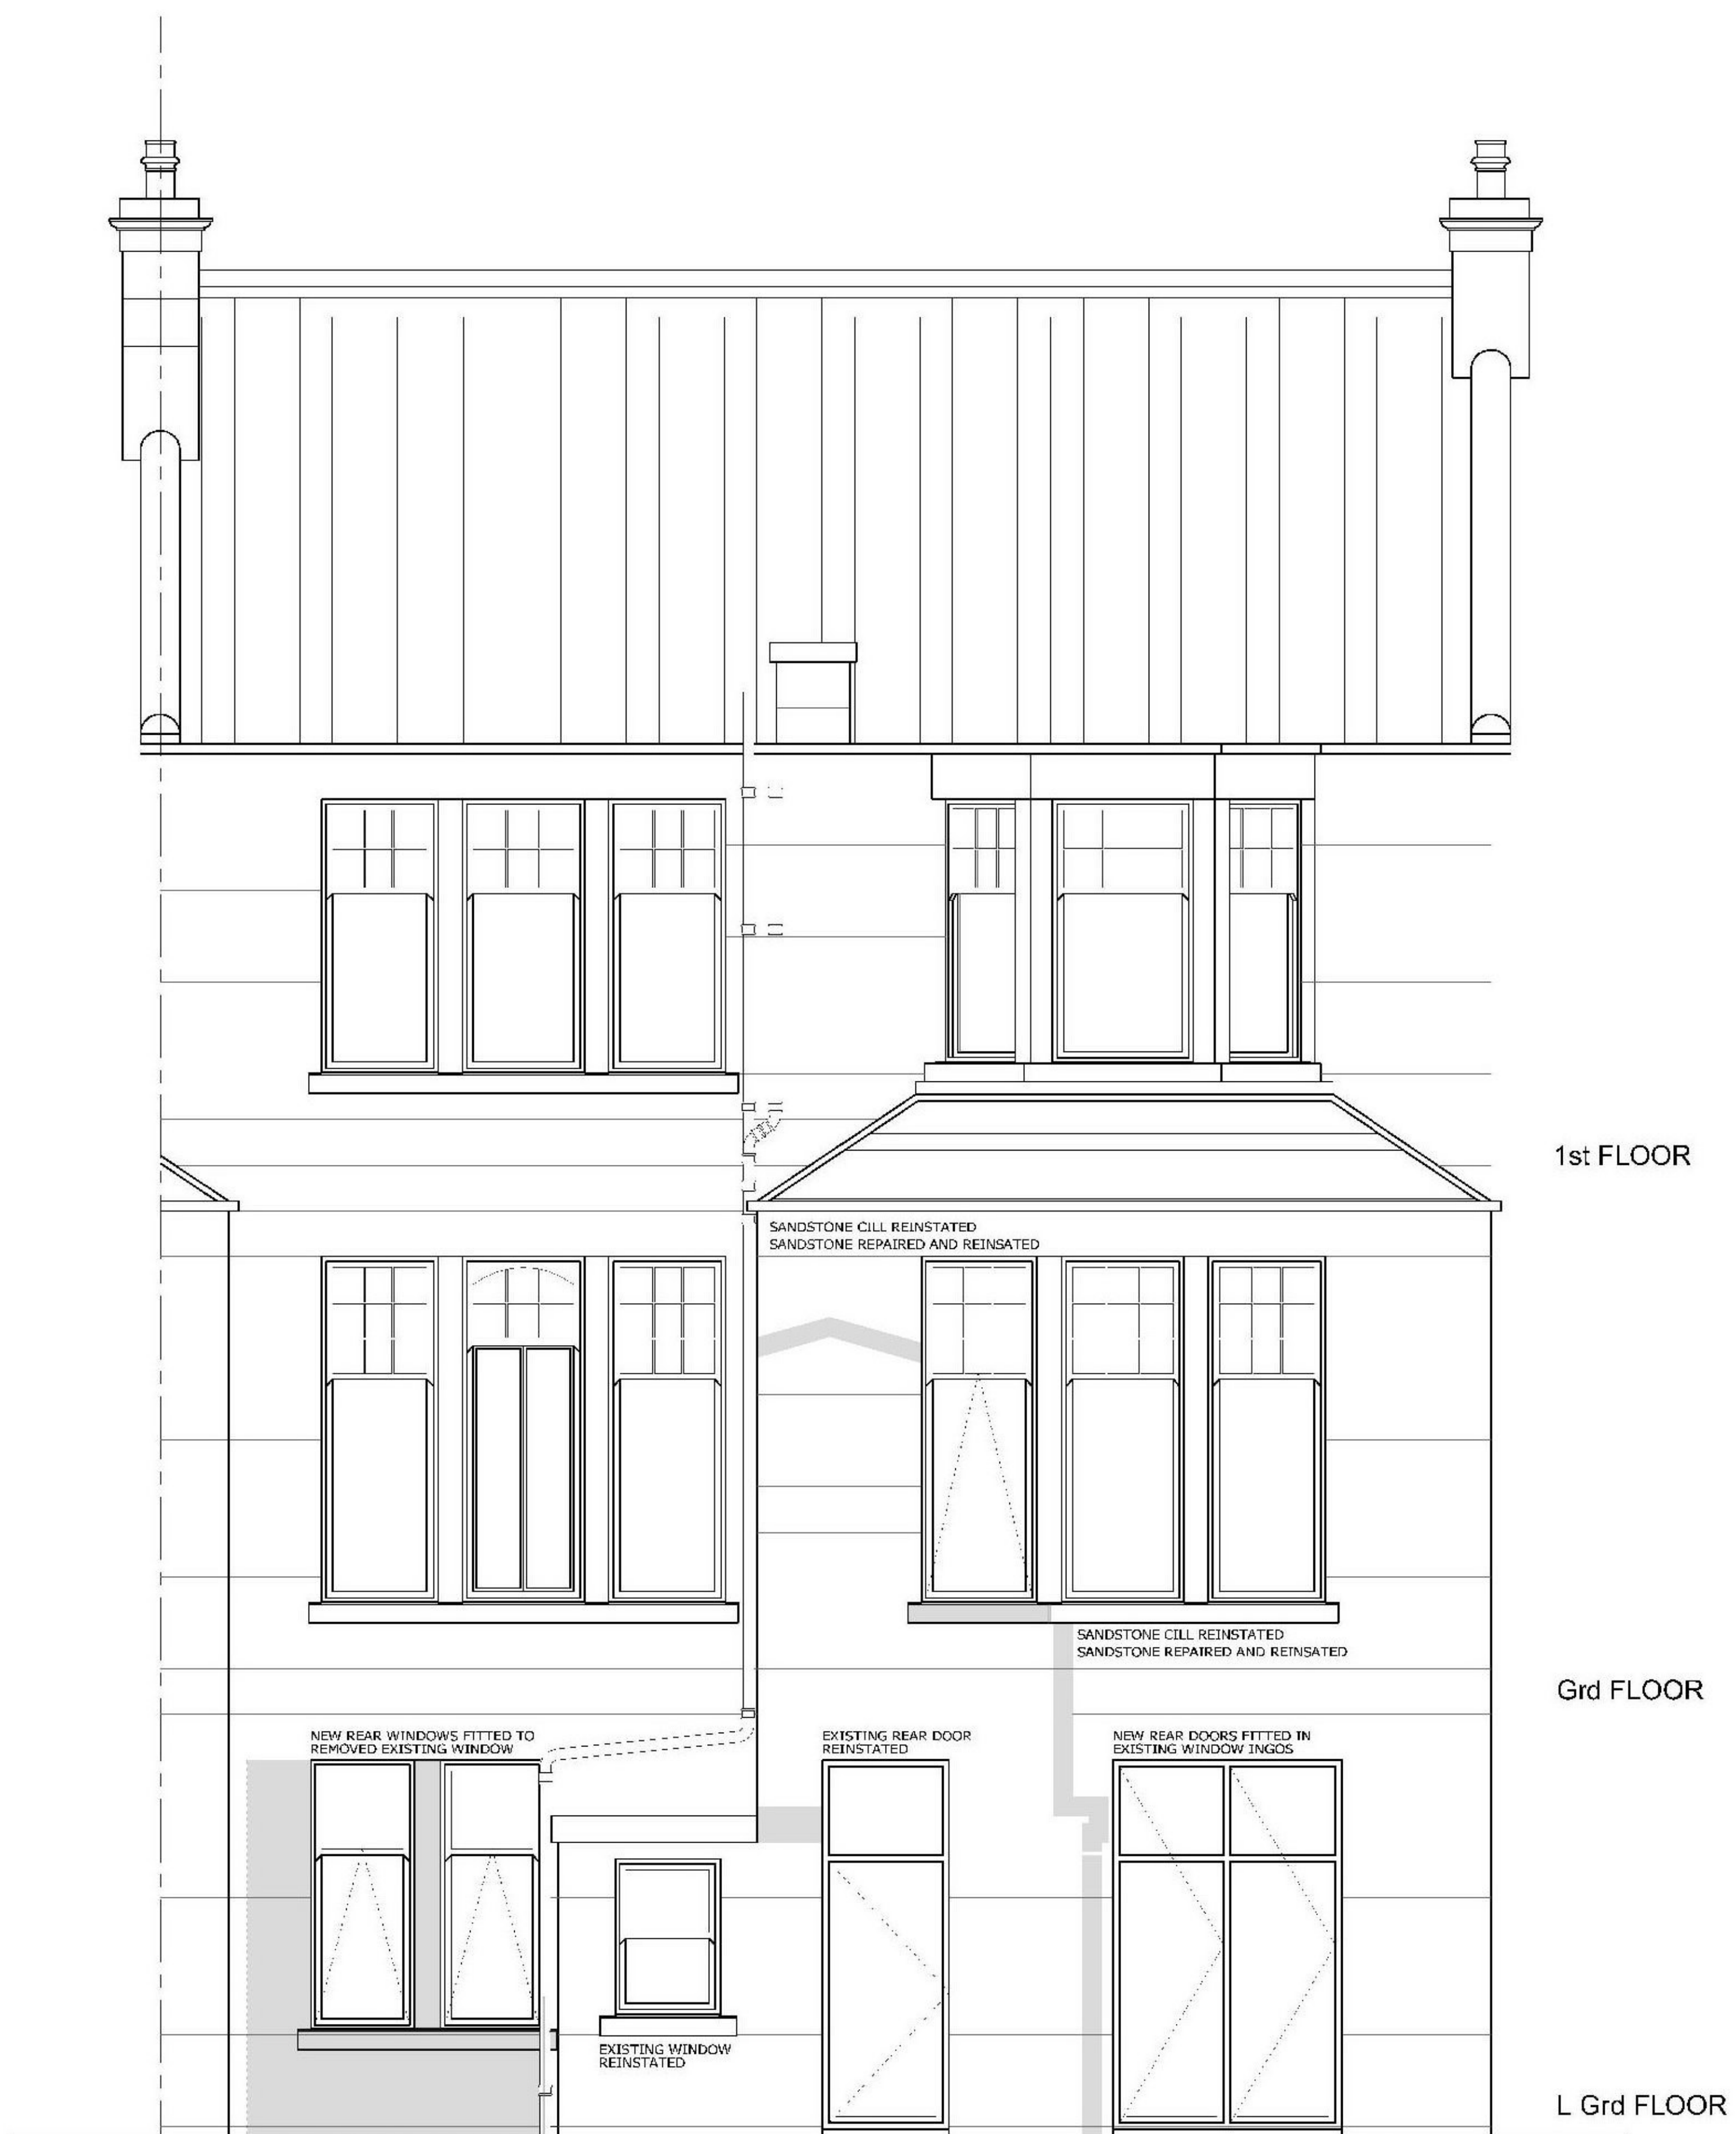 1st FLOOR
SANDSTONE CILL REINSTATED
SANDSTONE REPAIRED AND REINSATED
SANDSTONE CILL REINSTATED
SANDSTONE REPAIRED AND REINSATED
Grd FLOOR
NEW REAR WINDOWS FITTED TO
REMOVED EXISTING WINDOW
EXISTING REAR DOOR
REINSTATED
NEW REAR DOORS FITTED IN
EXISTING WINDOW INGOS
EXISTING WINDOW
REINSTATED
L Grd FLOOR